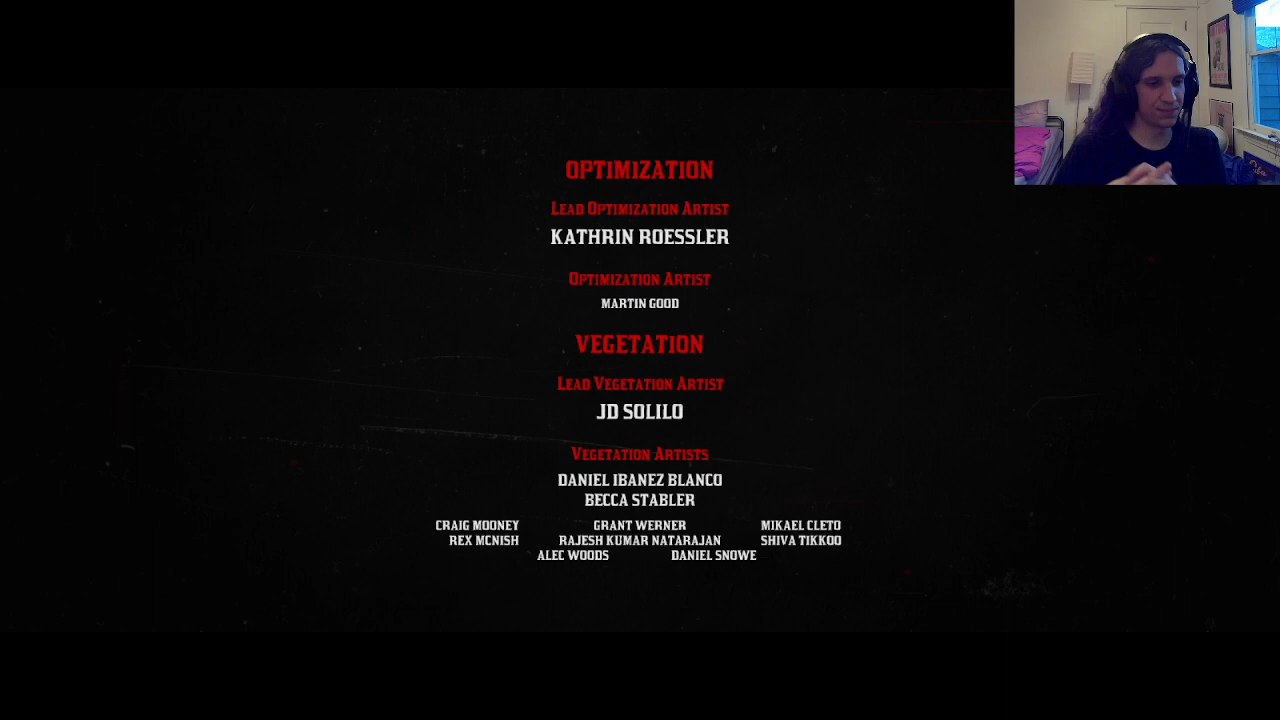 OPTIMIZATION
LEAD OPTIMIZATION ARTIST
KATHRIN ROESSLER
OPTIMIZATION ARTIST
MARTIN GOOD
VEGETATION
LEAD VEGETATION ARTIST
JD SOLILO
VEGETATION ARTISTS
DANIEL IBANEZ BLANCO
BECCA STABLER
CRAIG MOONEY GRANT WERNER MIKAEL CLETO
REX MCNISH RAJESH KUMAR NATARAJAN SHIVA TIKKOO
ALEC WOODS DANIEL SNOWE